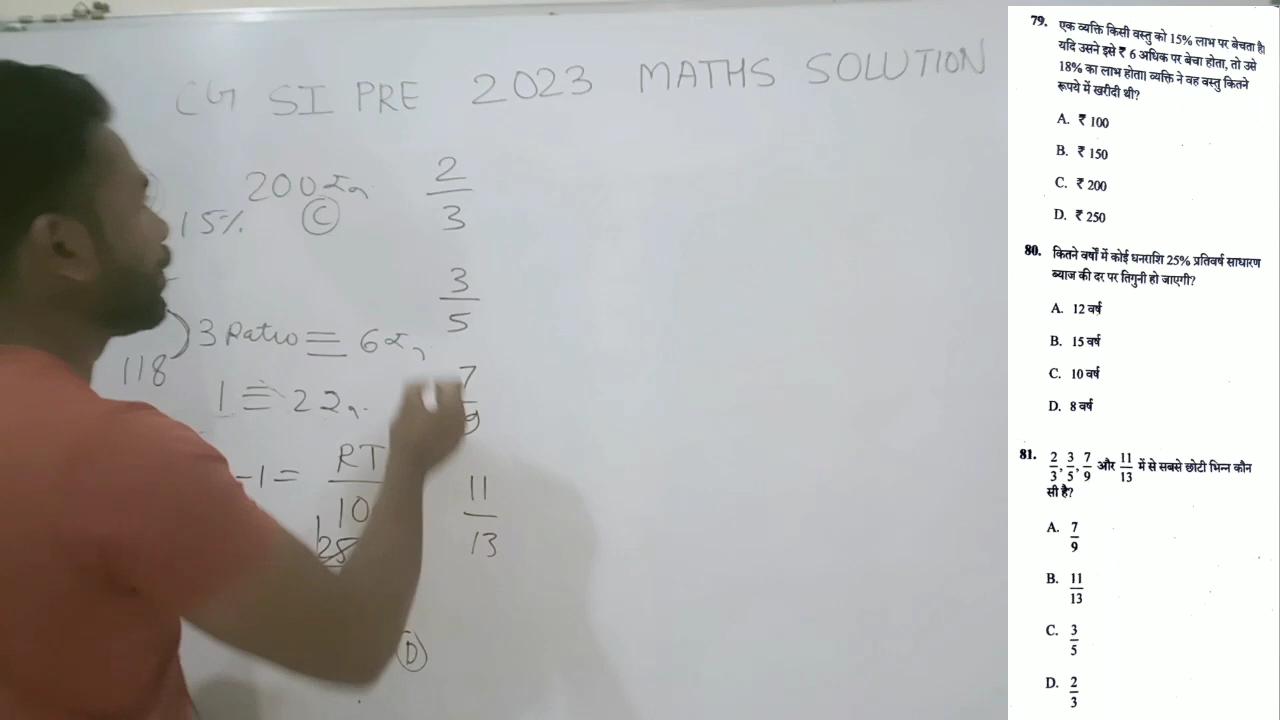 CG SI PRE 2023 MATHS SOLUTION
200रू
15%
C
3 Ratio ≡ 6रू
118
1 ≡ 2रू
-1 = RT
10
25
D
2
3
3
5
7
9
11
13
79. एक व्यक्ति किसी वस्तु को 15% लाभ पर बेचता है।
यदि उसने इसे ₹ 6 अधिक पर बेचा होता, तो उसे
18% का लाभ होता। व्यक्ति ने वह वस्तु कितने
रूपये में खरीदी थी?
A. ₹ 100
B. ₹ 150
C. ₹ 200
D. ₹ 250
80. कितने वर्षों में कोई धनराशि 25% प्रतिवर्ष साधारण
ब्याज की दर पर तिगुनी हो जाएगी?
A. 12 वर्ष
B. 15 वर्ष
C. 10 वर्ष
D. 8 वर्ष
81. 2/3, 3/5, 7/9 और 11/13 में से सबसे छोटी भिन्न कौन
सी है?
A. 7/9
B. 11/13
C. 3/5
D. 2/3